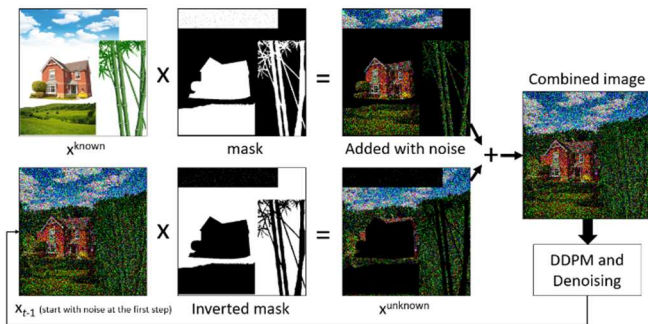 Combined image
X
=
x^known
mask
Added with noise
+
X
=
DDPM and
Denoising
x_t-1 (start with noise at the first step)
Inverted mask
x^unknown